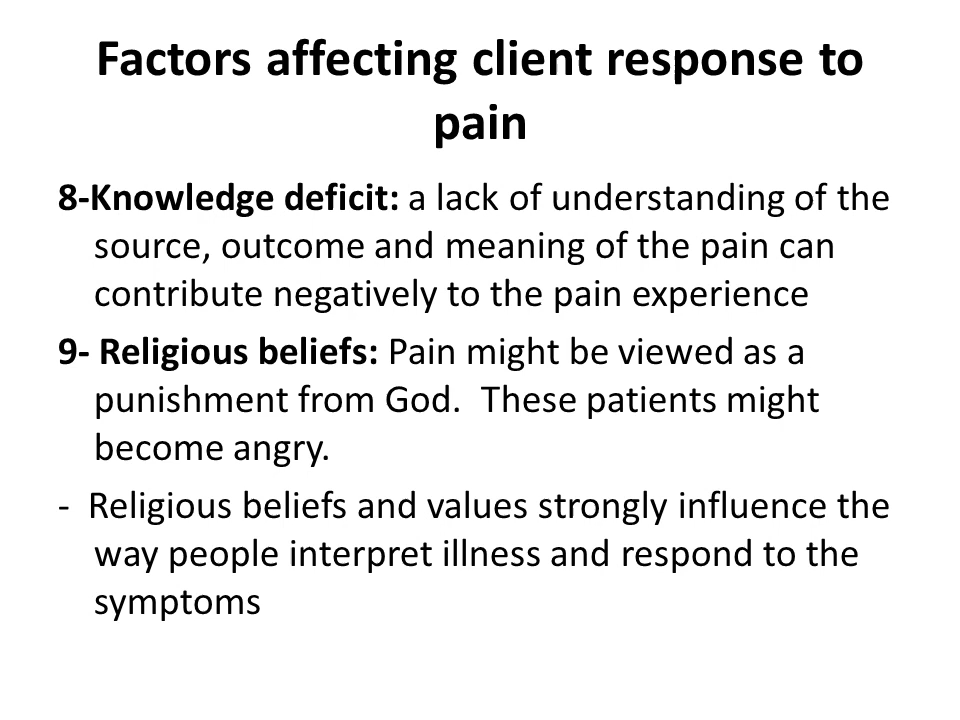 Factors affecting client response to
pain
8-Knowledge deficit: a lack of understanding of the
source, outcome and meaning of the pain can
contribute negatively to the pain experience
9- Religious beliefs: Pain might be viewed as a
punishment from God.  These patients might
become angry.
-  Religious beliefs and values strongly influence the
way people interpret illness and respond to the
symptoms